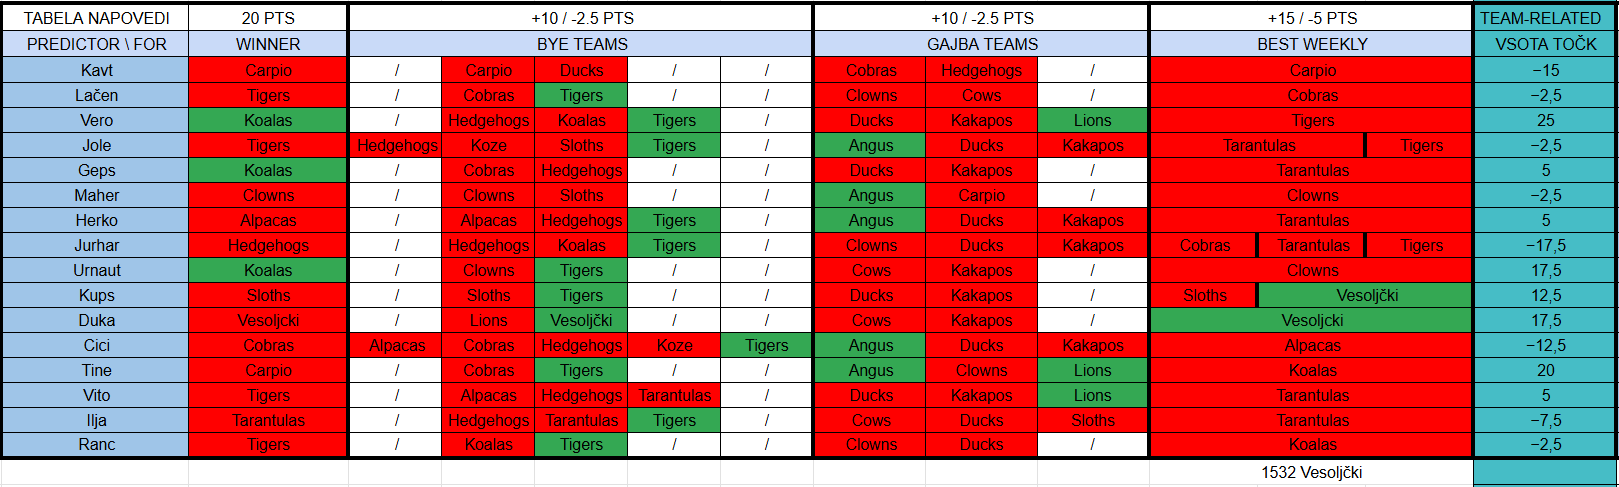 TABELA NAPOVEDI 20 PTS +10 / -2.5 PTS +10 / -2.5 PTS +15 / -5 PTS TEAM-RELATED
PREDICTOR \ FOR WINNER BYE TEAMS GAJBA TEAMS BEST WEEKLY VSOTA TOČK
Kavt Carpio / Carpio Ducks / / Cobras Hedgehogs / Carpio −15
Lačen Tigers / Cobras Tigers / / Clowns Cows / Cobras −2,5
Vero Koalas / Hedgehogs Koalas Tigers / Ducks Kakapos Lions Tigers 25
Jole Tigers Hedgehogs Koze Sloths Tigers / Angus Ducks Kakapos Tarantulas Tigers −2,5
Geps Koalas / Cobras Hedgehogs / / Ducks Kakapos / Tarantulas 5
Maher Clowns / Clowns Sloths / / Angus Carpio / Clowns −2,5
Herko Alpacas / Alpacas Hedgehogs Tigers / Angus Ducks Kakapos Tarantulas 5
Jurhar Hedgehogs / Hedgehogs Koalas Tigers / Clowns Ducks Kakapos Cobras Tarantulas Tigers −17,5
Urnaut Koalas / Clowns Tigers / / Cows Kakapos / Clowns 17,5
Kups Sloths / Sloths Tigers / / Ducks Kakapos / Sloths Vesoljčki 12,5
Duka Vesoljcki / Lions Vesoljčki / / Cows Kakapos / Vesoljcki 17,5
Cici Cobras Alpacas Cobras Hedgehogs Koze Tigers Angus Ducks Kakapos Alpacas −12,5
Tine Carpio / Cobras Tigers / / Angus Clowns Lions Koalas 20
Vito Tigers / Alpacas Hedgehogs Tarantulas / Ducks Kakapos Lions Tarantulas 5
Ilja Tarantulas / Hedgehogs Tarantulas Tigers / Cows Ducks Sloths Tarantulas −7,5
Ranc Tigers / Koalas Tigers / / Clowns Ducks / Koalas −2,5
1532 Vesoljčki